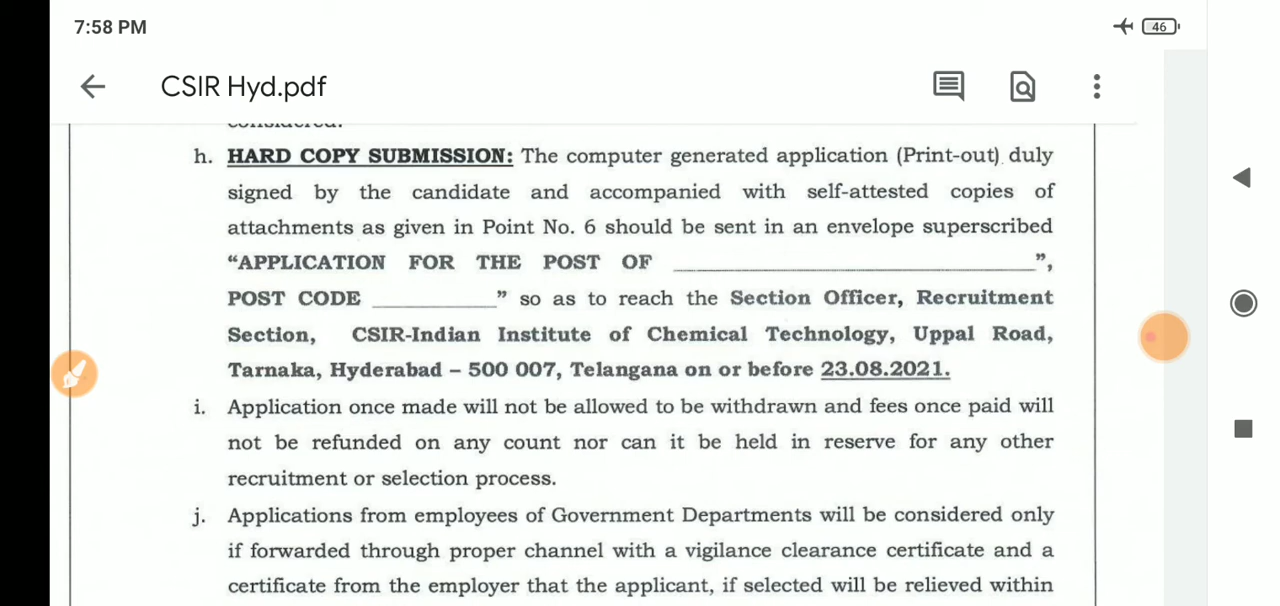 7:58 PM
46
CSIR Hyd.pdf
considered.
h. HARD COPY SUBMISSION: The computer generated application (Print-out) duly
signed by the candidate and accompanied with self-attested copies of
attachments as given in Point No. 6 should be sent in an envelope superscribed
“APPLICATION FOR THE POST OF ______________________________”,
POST CODE __________” so as to reach the Section Officer, Recruitment
Section, CSIR-Indian Institute of Chemical Technology, Uppal Road,
Tarnaka, Hyderabad – 500 007, Telangana on or before 23.08.2021.
i. Application once made will not be allowed to be withdrawn and fees once paid will
not be refunded on any count nor can it be held in reserve for any other
recruitment or selection process.
j. Applications from employees of Government Departments will be considered only
if forwarded through proper channel with a vigilance clearance certificate and a
certificate from the employer that the applicant, if selected will be relieved within